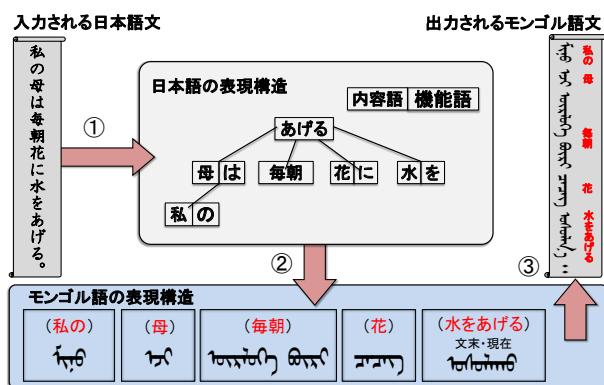 入力される日本語文
出力されるモンゴル語文
私の母は毎朝花に水をあげる。
①
日本語の表現構造
内容語 機能語
あげる
母 は 毎朝 花 に 水 を
私 の
②
③
私の 母 毎朝 花 水をあげる
モンゴル語の表現構造
(私の) (母) (毎朝) (花) (水をあげる)
文末・現在